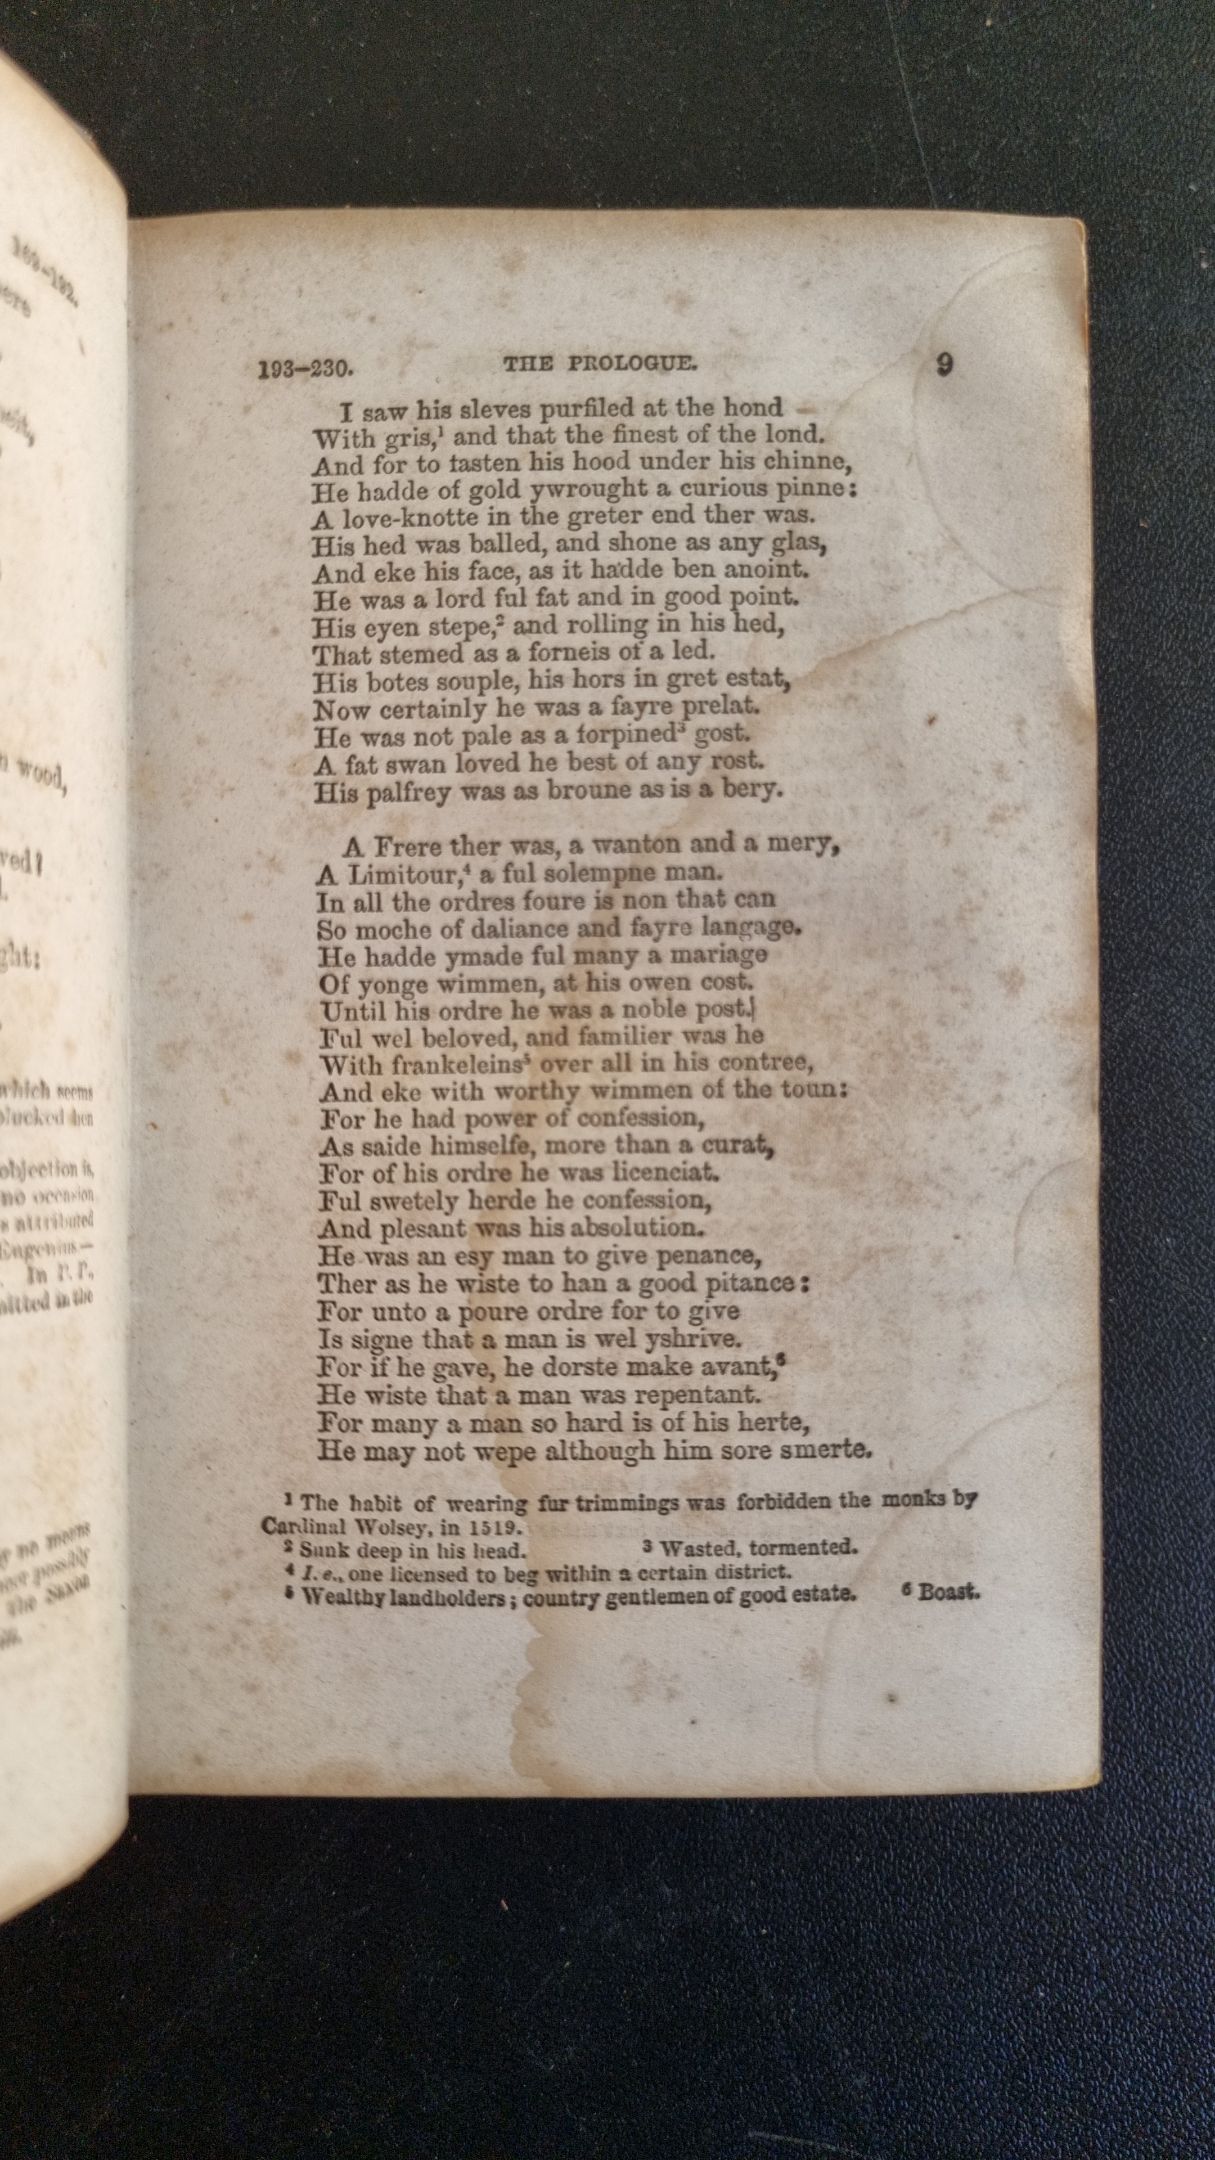 193–230. THE PROLOGUE. 9
I saw his sleves purfiled at the hond
With gris,¹ and that the finest of the lond.
And for to fasten his hood under his chinne,
He hadde of gold ywrought a curious pinne:
A love-knotte in the greter end ther was.
His hed was balled, and shone as any glas,
And eke his face, as it hadde ben anoint.
He was a lord ful fat and in good point.
His eyen stepe,² and rolling in his hed,
That stemed as a forneis of a led.
His botes souple, his hors in gret estat,
Now certainly he was a fayre prelat.
He was not pale as a forpined³ gost.
A fat swan loved he best of any rost.
His palfrey was as broune as is a bery.
A Frere ther was, a wanton and a mery,
A Limitour,⁴ a ful solempne man.
In all the ordres foure is non that can
So moche of daliance and fayre langage.
He hadde ymade ful many a mariage
Of yonge wimmen, at his owen cost.
Until his ordre he was a noble post.
Ful wel beloved, and familier was he
With frankeleins⁵ over all in his contree,
And eke with worthy wimmen of the toun:
For he had power of confession,
As saide himselfe, more than a curat,
For of his ordre he was licenciat.
Ful swetely herde he confession,
And plesant was his absolution.
He was an esy man to give penance,
Ther as he wiste to han a good pitance:
For unto a poure ordre for to give
Is signe that a man is wel yshrive.
For if he gave, he dorste make avant,⁶
He wiste that a man was repentant.
For many a man so hard is of his herte,
He may not wepe although him sore smerte.
¹ The habit of wearing fur trimmings was forbidden the monks by
Cardinal Wolsey, in 1519.
² Sunk deep in his head. ³ Wasted, tormented.
⁴ I. e., one licensed to beg within a certain district.
⁵ Wealthy landholders; country gentlemen of good estate. ⁶ Boast.
wood,
which seems
objection is,
no occasion
attributed
In
in the
no means
possibly